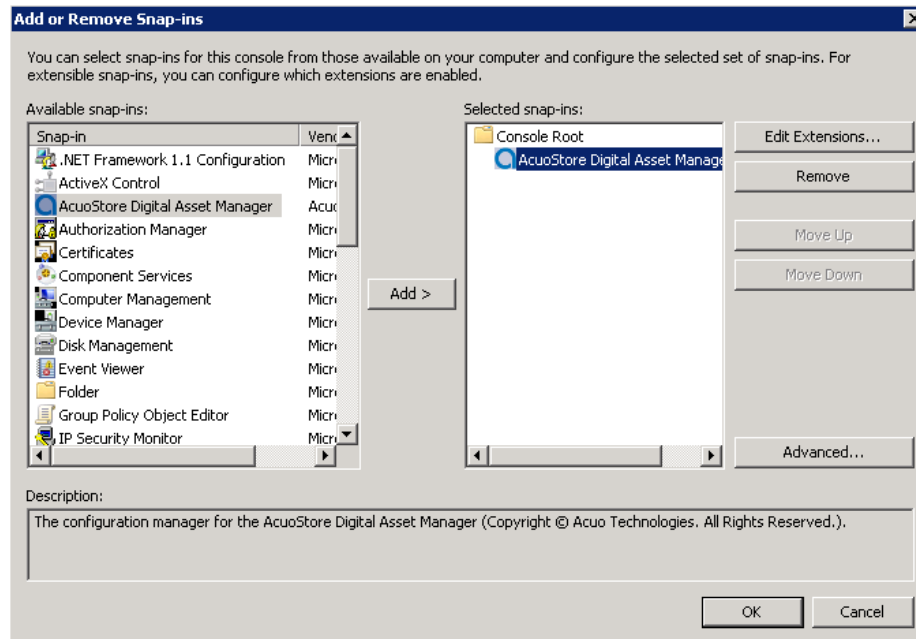 Add or Remove Snap-ins
You can select snap-ins for this console from those available on your computer and configure the selected set of snap-ins. For
extensible snap-ins, you can configure which extensions are enabled.
Available snap-ins:
Snap-in Venc
.NET Framework 1.1 Configuration Micr
ActiveX Control Micr
AcuoStore Digital Asset Manager Acuc
Authorization Manager Micr
Certificates Micr
Component Services Micr
Computer Management Micr
Device Manager Micr
Disk Management Micr
Event Viewer Micr
Folder Micr
Group Policy Object Editor Micr
IP Security Monitor Micr
Add >
Selected snap-ins:
Console Root
AcuoStore Digital Asset Manage
Edit Extensions...
Remove
Move Up
Move Down
Advanced...
Description:
The configuration manager for the AcuoStore Digital Asset Manager (Copyright © Acuo Technologies. All Rights Reserved.).
OK
Cancel